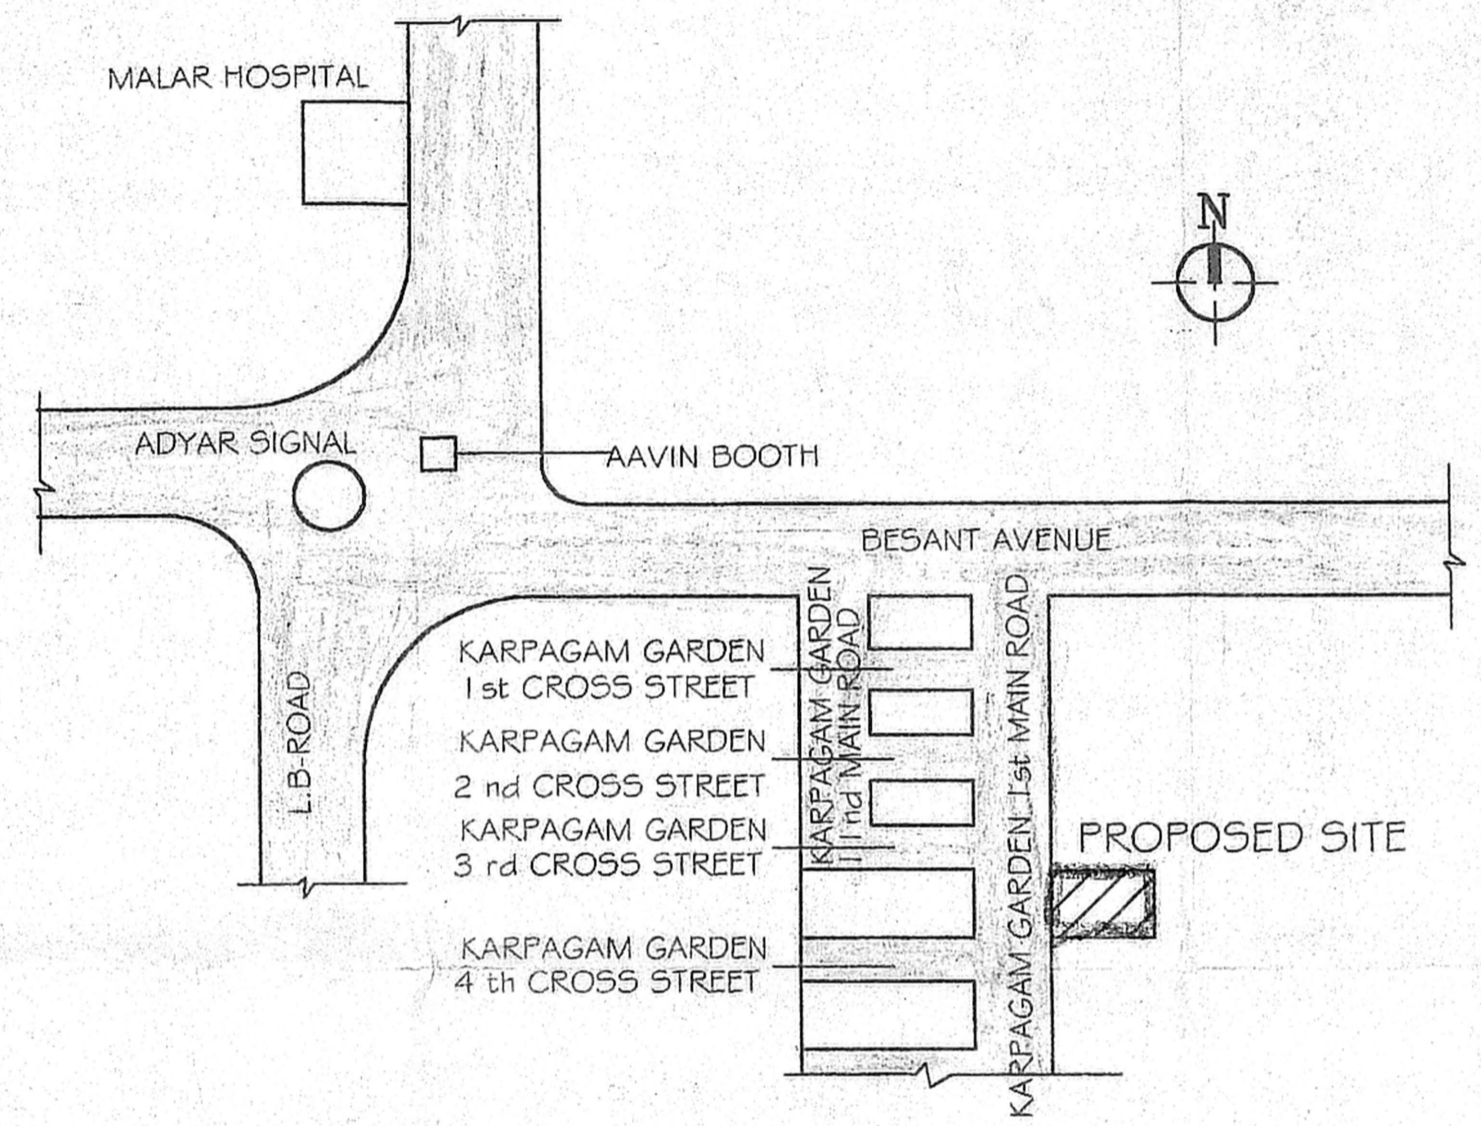 MALAR HOSPITAL
N
ADYAR SIGNAL
AAVIN BOOTH
BESANT AVENUE
L.B-ROAD
KARPAGAM GARDEN
1st CROSS STREET
KARPAGAM GARDEN
2 nd CROSS STREET
KARPAGAM GARDEN
3 rd CROSS STREET
KARPAGAM GARDEN
4 th CROSS STREET
KARPAGAM GARDEN
11nd MAIN ROAD
KARPAGAM GARDEN 1st MAIN ROAD
PROPOSED SITE